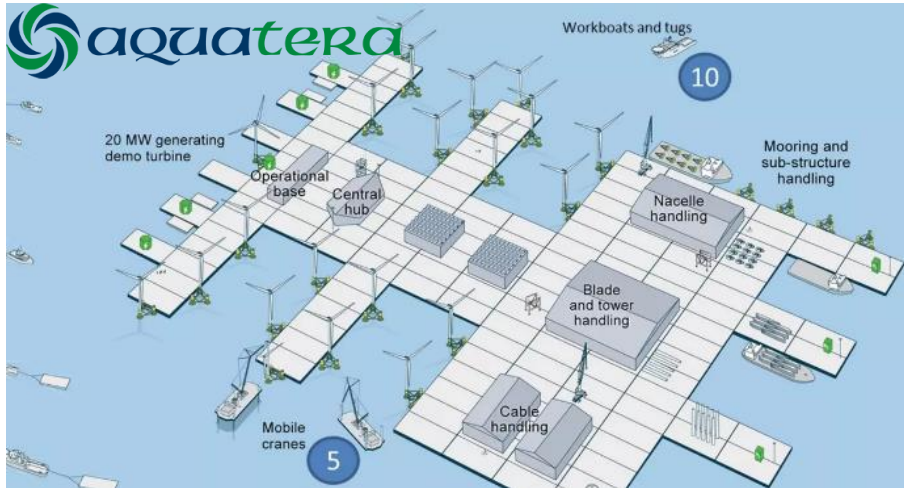 aquatera
Workboats and tugs
10
20 MW generating
demo turbine
Mooring and
sub-structure
handling
Operational
base
Central
hub
Nacelle
handling
Blade
and tower
handling
Cable
handling
Mobile
cranes
5